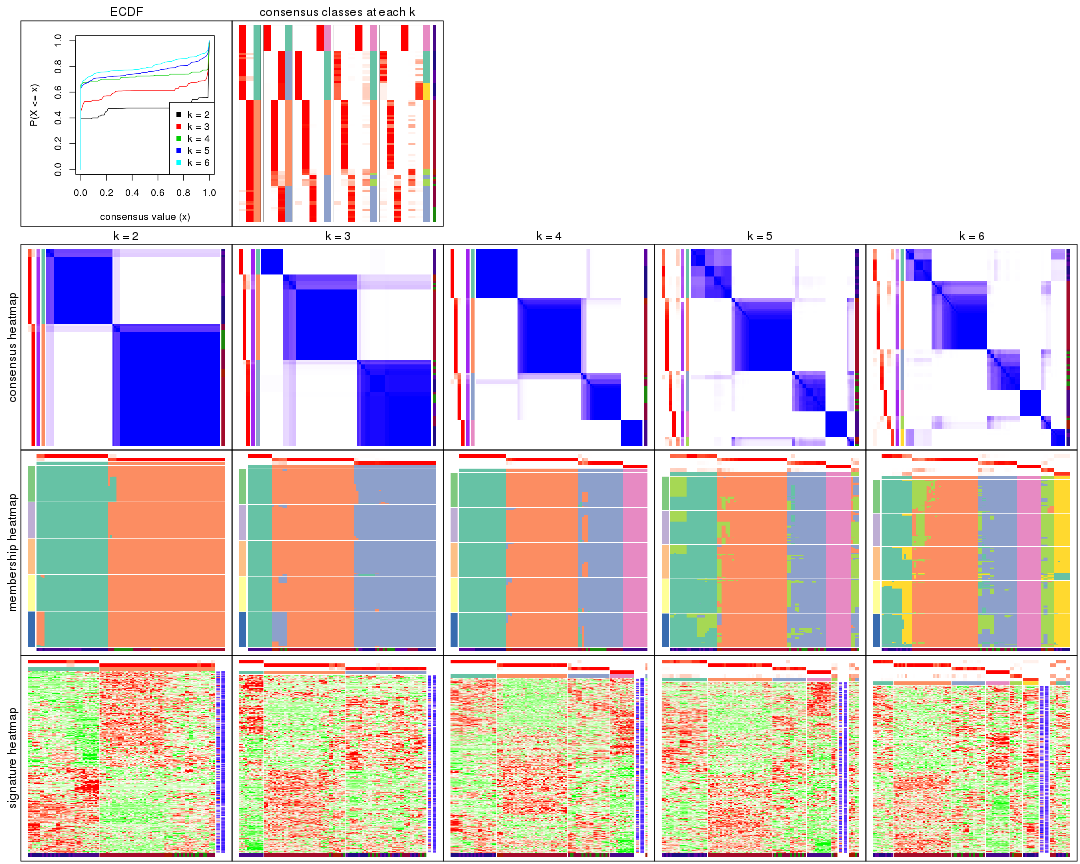 ECDF
consensus classes at each k
P(X <= x)
0.0
0.2
0.4
0.6
0.8
1.0
k = 2
k = 3
k = 4
k = 5
k = 6
0.0 0.2 0.4 0.6 0.8 1.0
consensus value (x)
k = 2
k = 3
k = 4
k = 5
k = 6
consensus heatmap
membership heatmap
signature heatmap